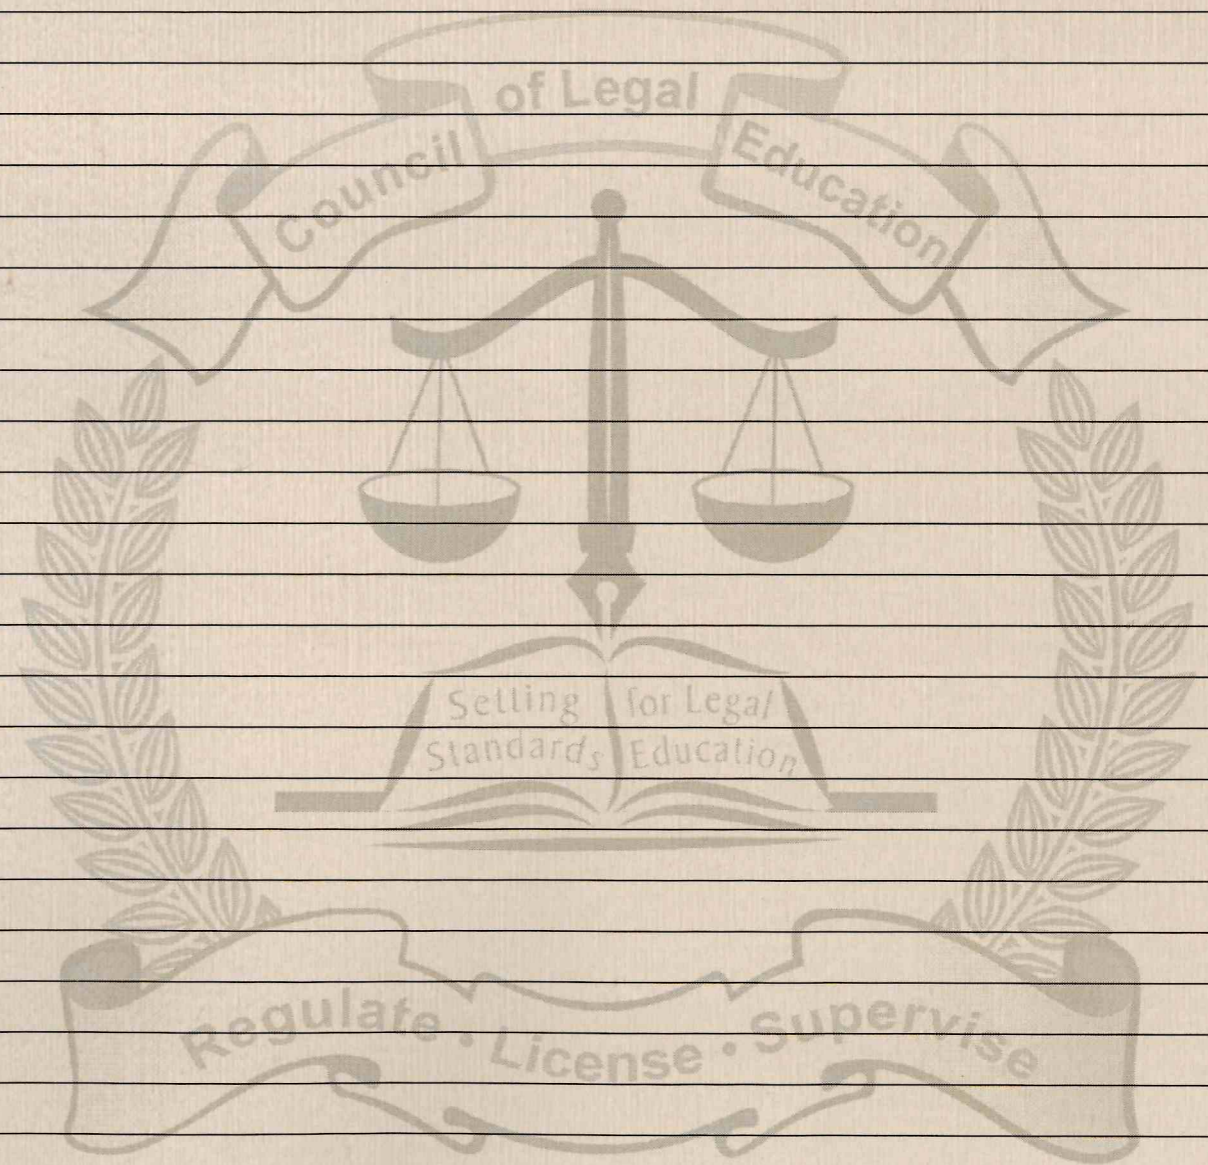 Council of Legal Education
Setting for Legal
Standards Education
Regulate • License • Supervise